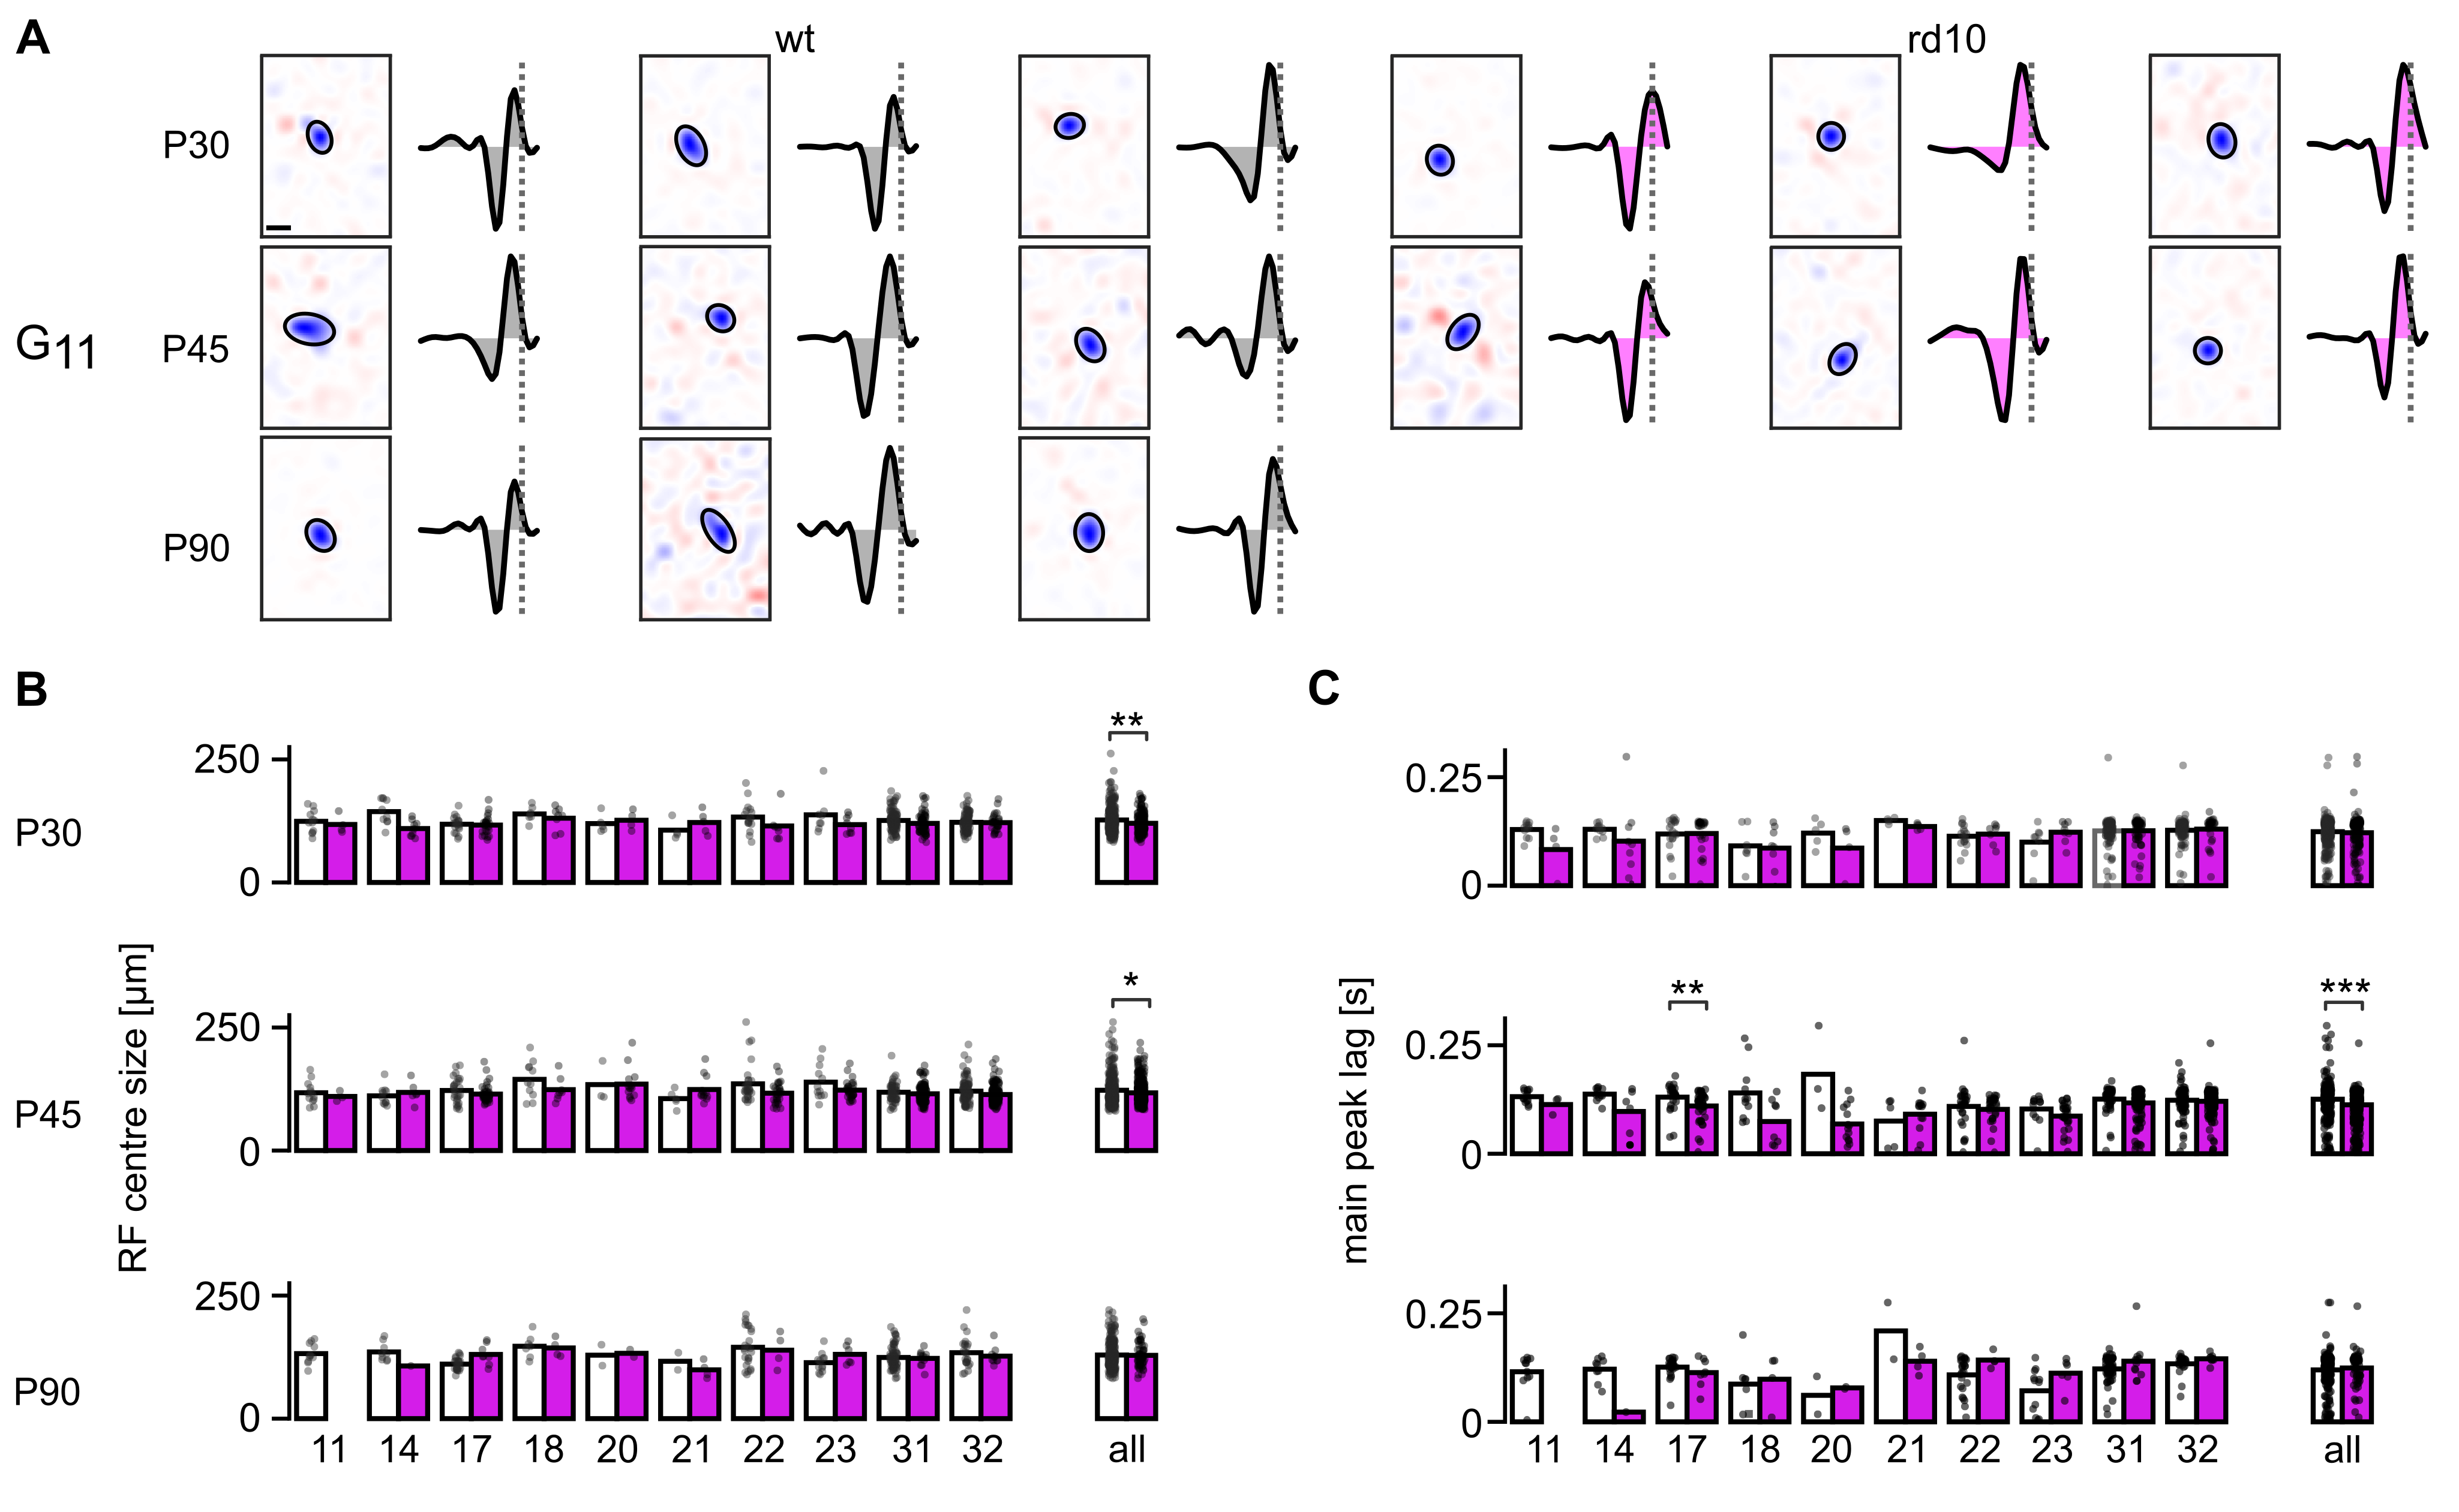 A
wt
rd10
P30
G11
P45
P90
B
C
**
250
0
P30
0.25
0
*
250
0
P45
**
***
0.25
0
RF centre size [µm]
main peak lag [s]
250
0
P90
0.25
0
11 14 17 18 20 21 22 23 31 32 all
11 14 17 18 20 21 22 23 31 32 all